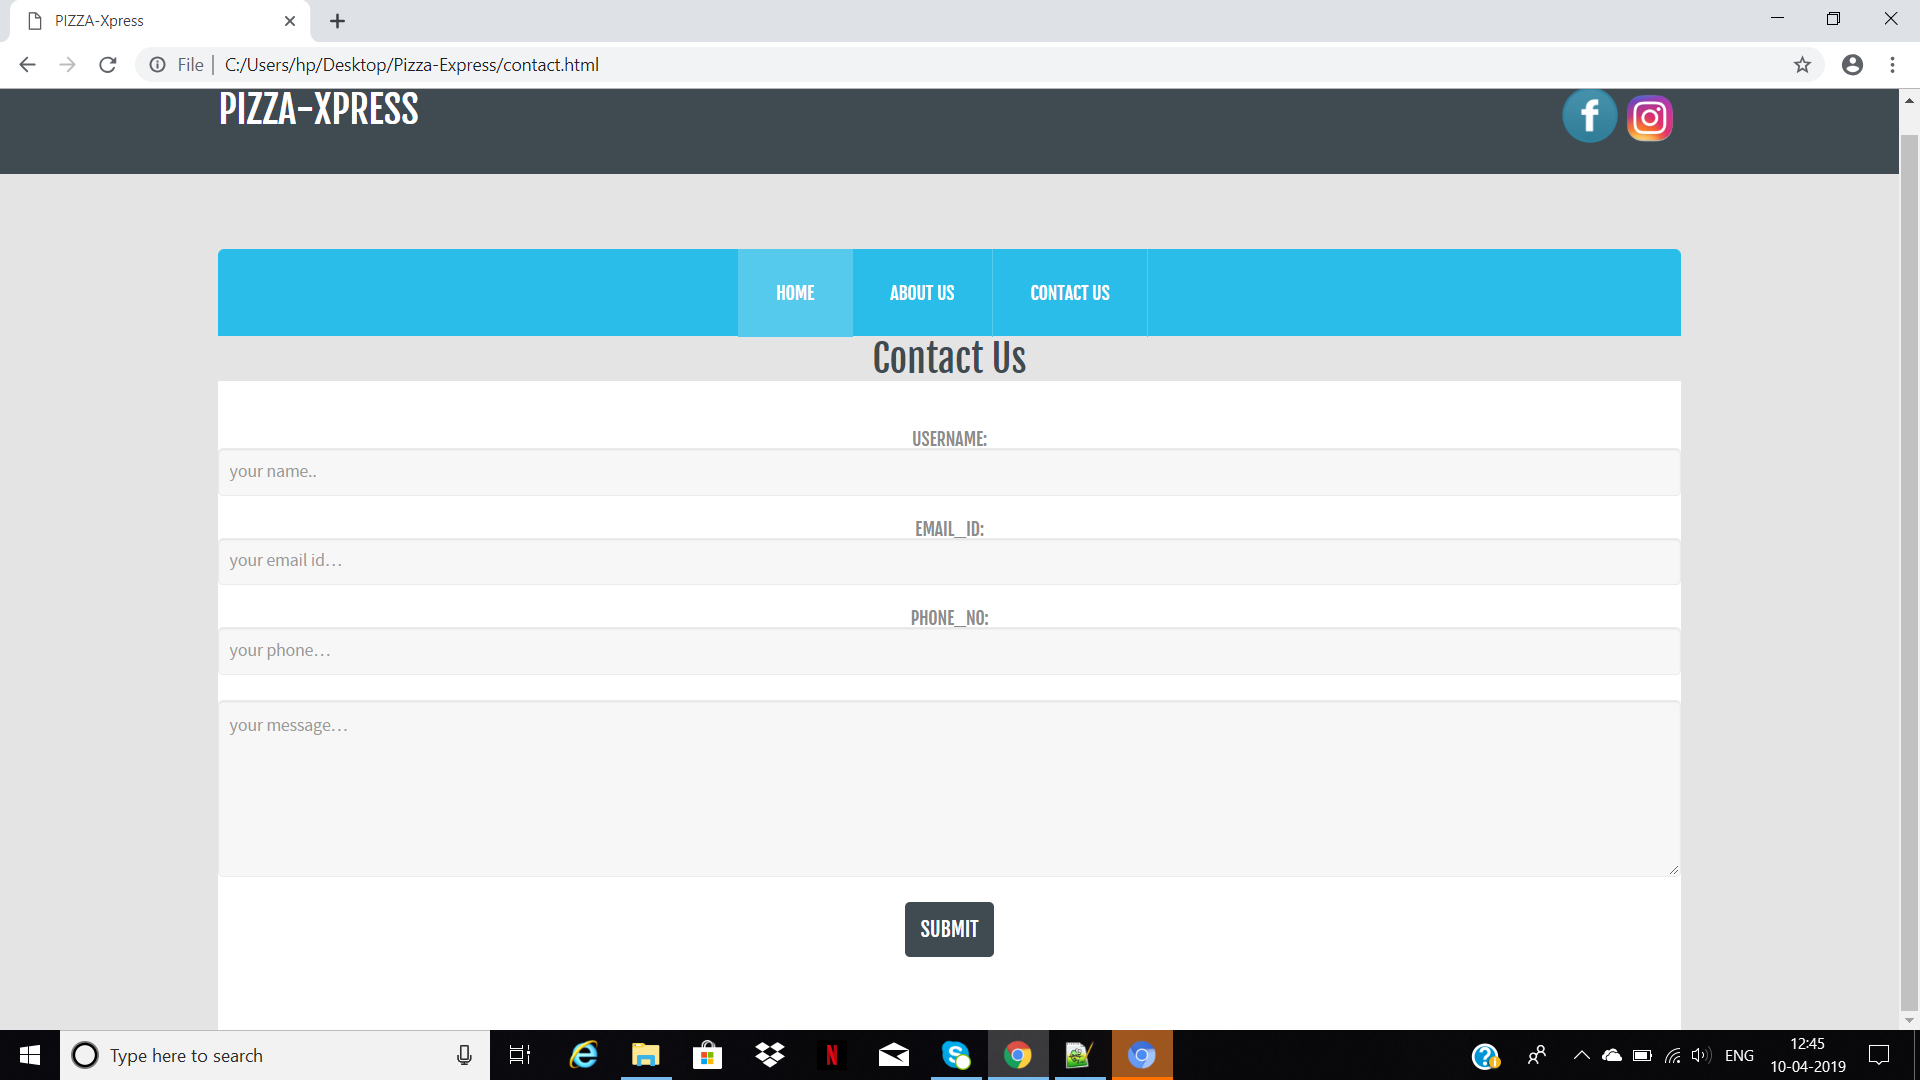 PIZZA-Xpress
File | C:/Users/hp/Desktop/Pizza-Express/contact.html
PIZZA-XPRESS
HOME ABOUT US CONTACT US
Contact Us
USERNAME:
your name..
EMAIL_ID:
your email id...
PHONE_NO:
your phone...
your message...
SUBMIT
Type here to search
ENG
12:45
10-04-2019